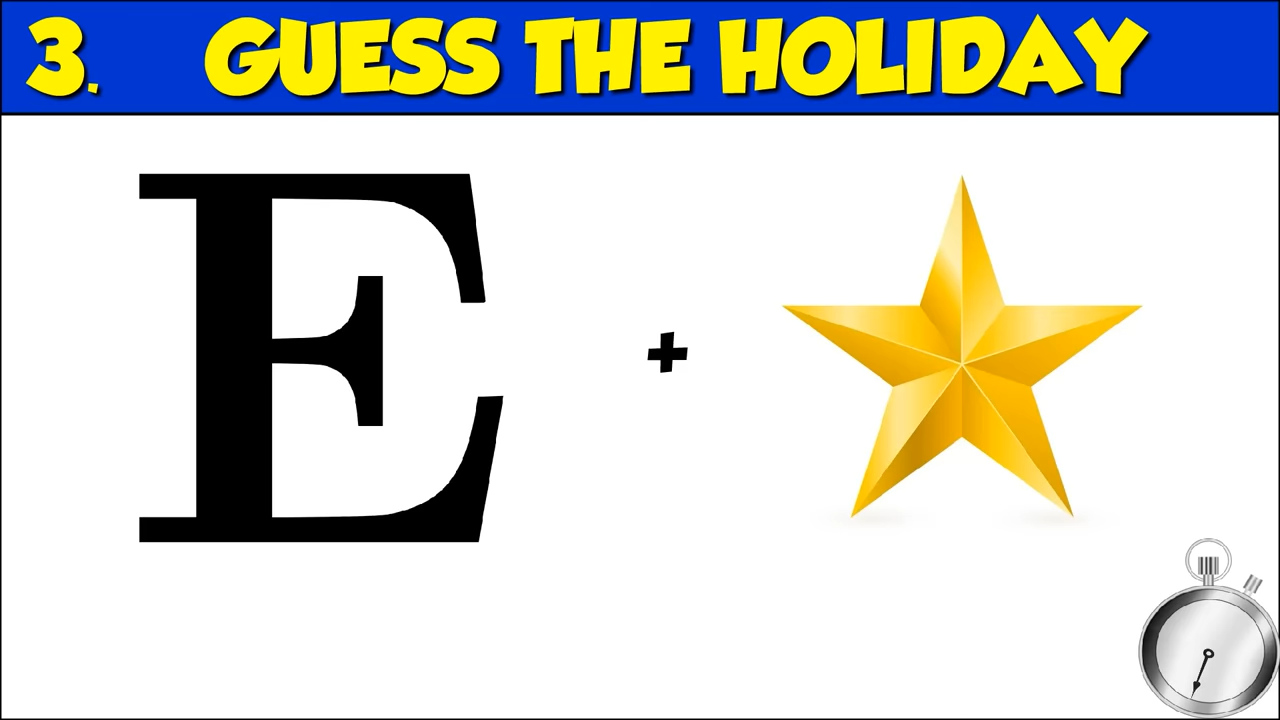 3. GUESS THE HOLIDAY
E +